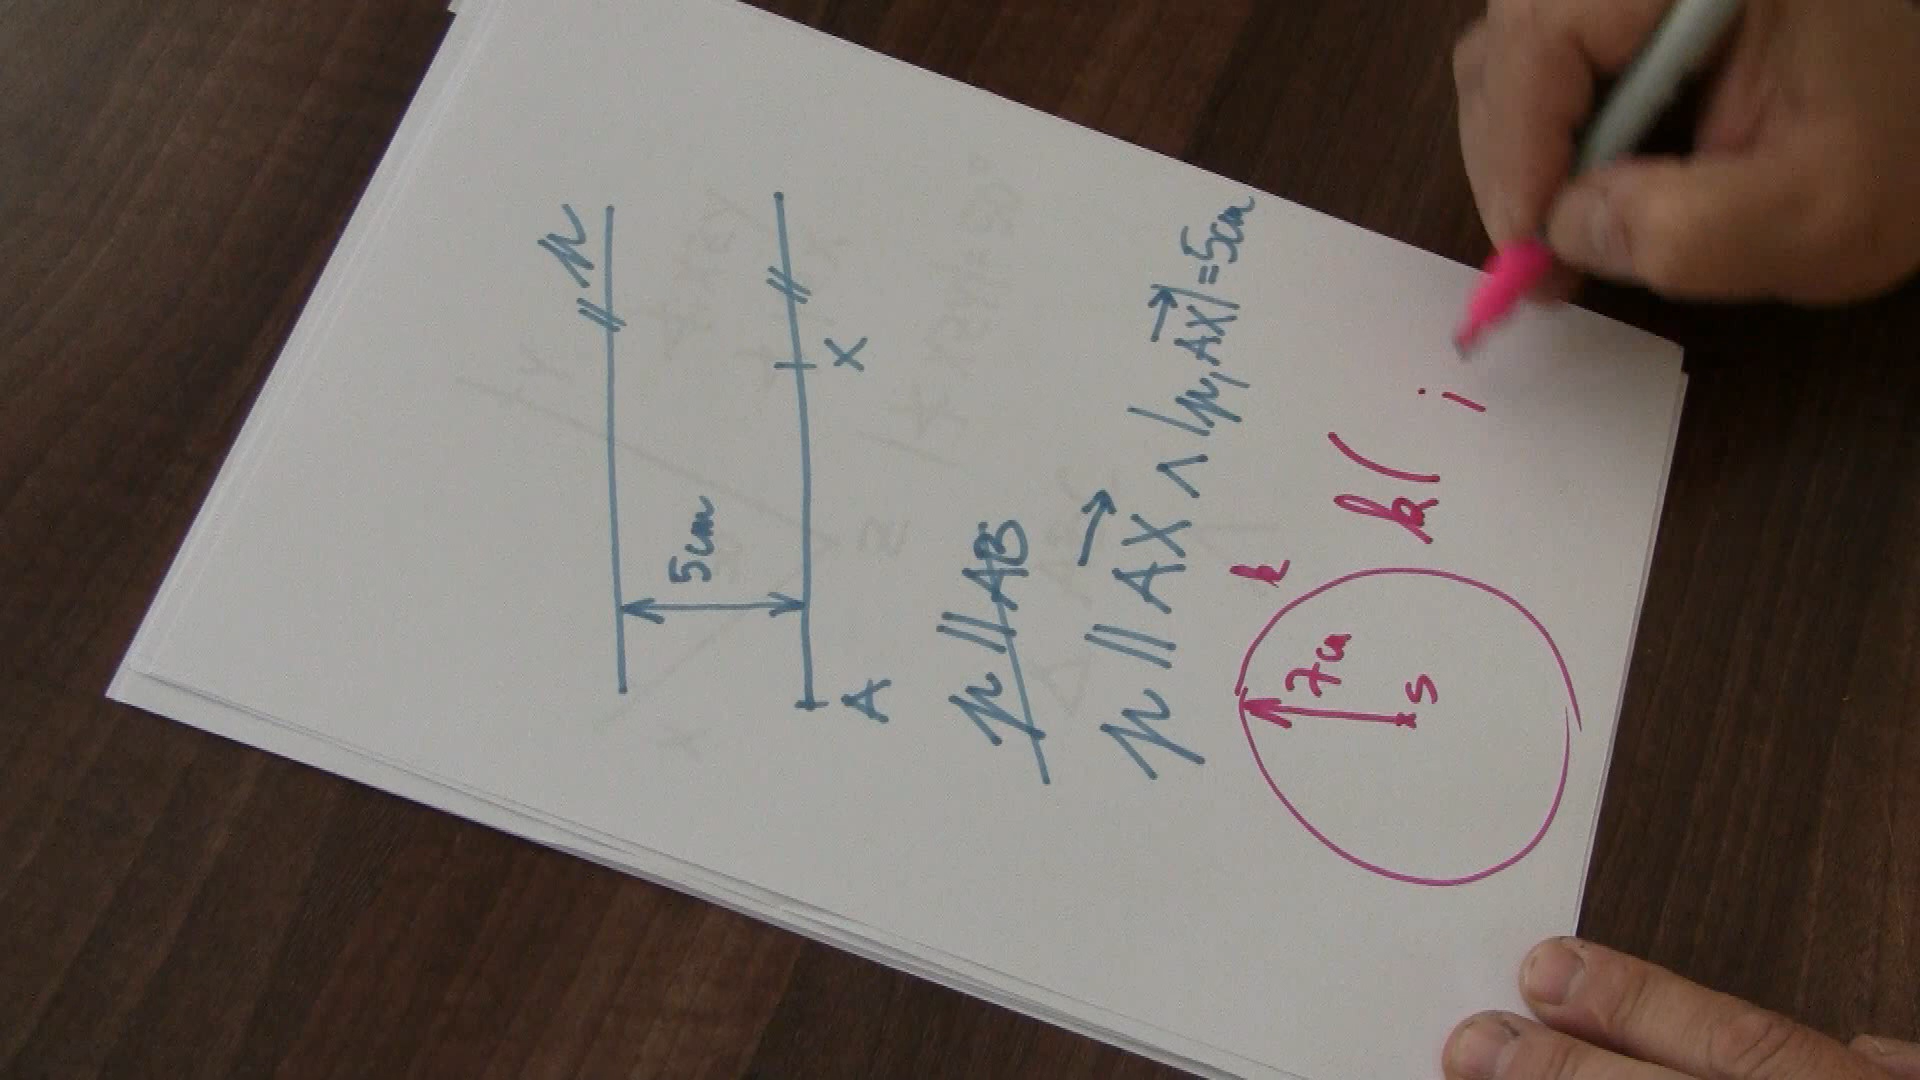 p
5cm
A X
p || AB
p || AX ∧ |p, AX| = 5cm
k
7cm
S
k( ;